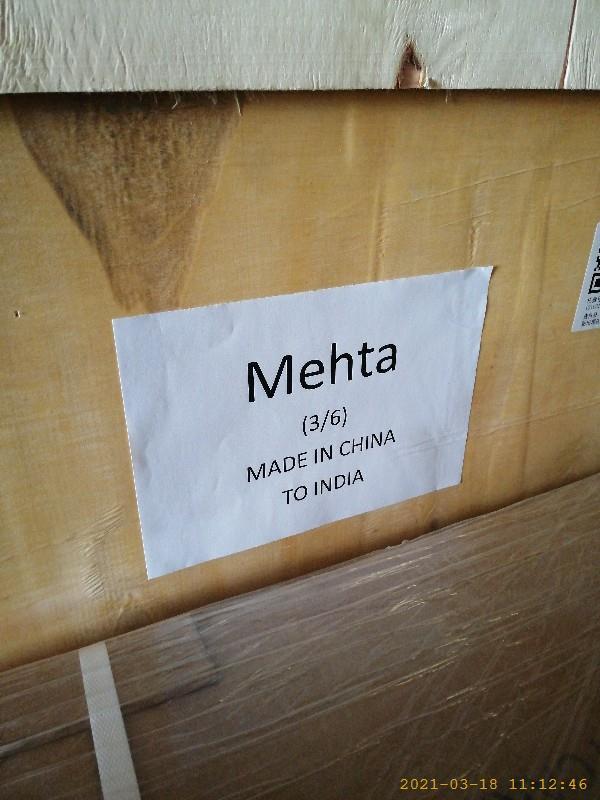 Mehta
(3/6)
MADE IN CHINA
TO INDIA
2021-03-18 11:12:46